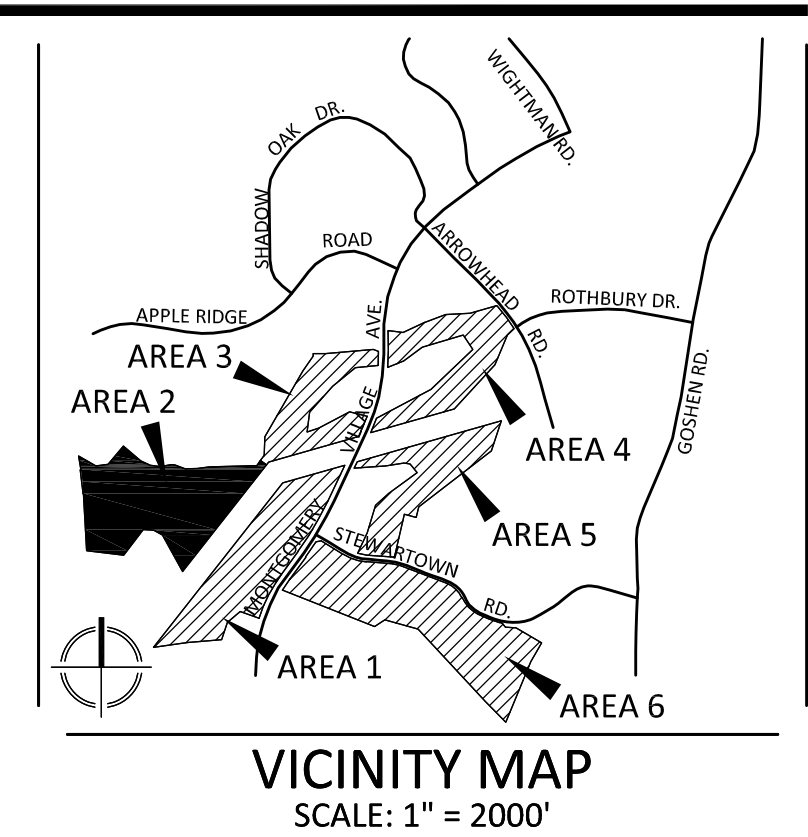 WIGHTMAN RD.
SHADOW OAK DR.
APPLE RIDGE ROAD
ARROWHEAD RD.
ROTHBURY DR.
GOSHEN RD.
MONTGOMERY VILLAGE AVE.
STEWARTOWN RD.
AREA 3
AREA 2
AREA 4
AREA 5
AREA 1
AREA 6
VICINITY MAP
SCALE: 1" = 2000'